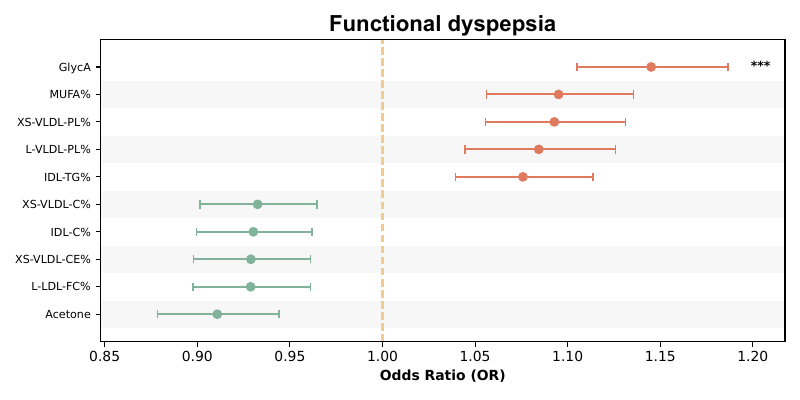 Functional dyspepsia
GlycA
***
MUFA%
XS-VLDL-PL%
L-VLDL-PL%
IDL-TG%
XS-VLDL-C%
IDL-C%
XS-VLDL-CE%
L-LDL-FC%
Acetone
0.85 0.90 0.95 1.00 1.05 1.10 1.15 1.20
Odds Ratio (OR)